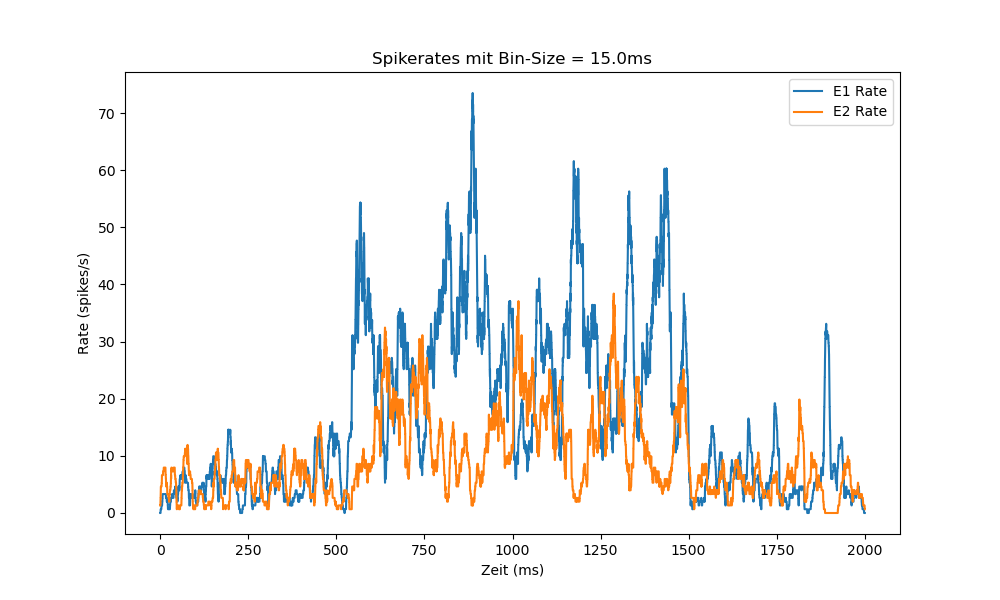 Spikerates mit Bin-Size = 15.0ms
E1 Rate
E2 Rate
Rate (spikes/s)
70
60
50
40
30
20
10
0
0 250 500 750 1000 1250 1500 1750 2000
Zeit (ms)